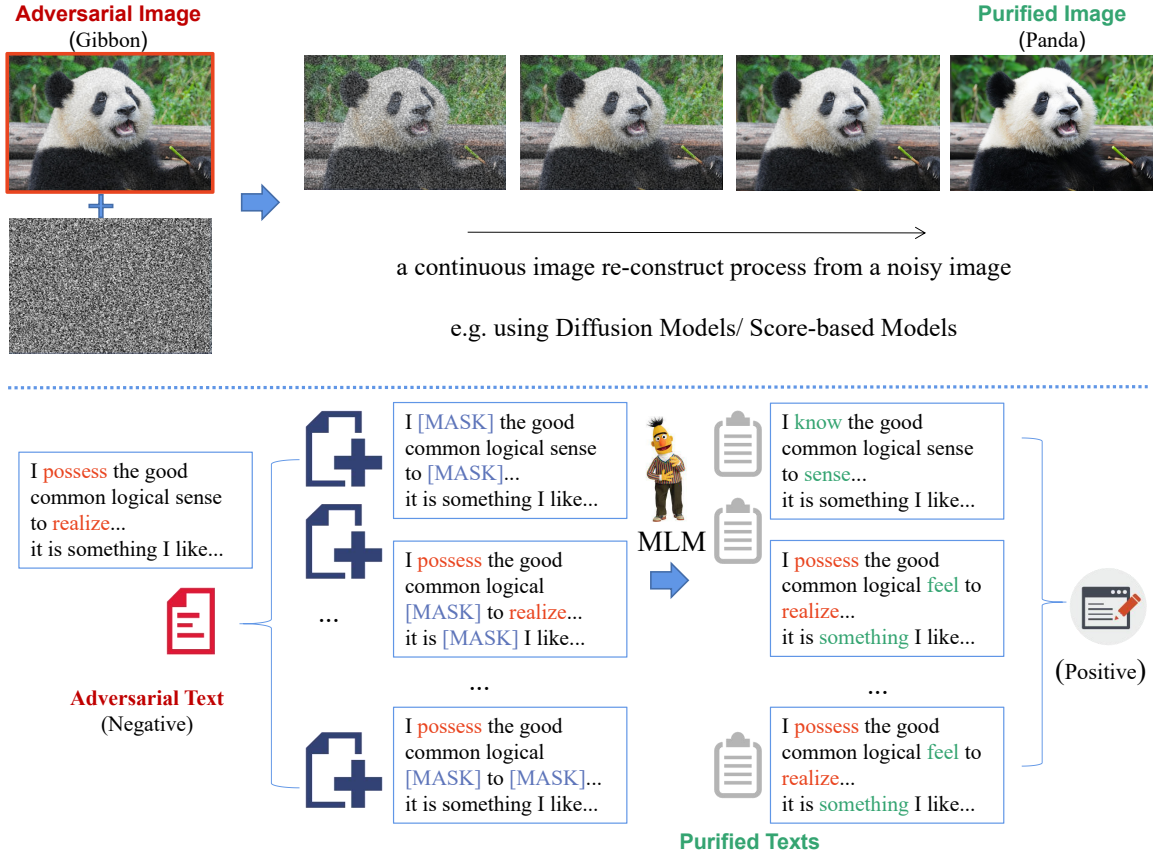 Adversarial Image
(Gibbon)
Purified Image
(Panda)
a continuous image re-construct process from a noisy image
e.g. using Diffusion Models/ Score-based Models
I possess the good
common logical sense
to realize...
it is something I like...
Adversarial Text
(Negative)
...
I [MASK] the good
common logical sense
to [MASK]...
it is something I like...
I possess the good
common logical
[MASK] to realize...
it is [MASK] I like...
...
I possess the good
common logical
[MASK] to [MASK]...
it is something I like...
MLM
I know the good
common logical sense
to sense...
it is something I like...
I possess the good
common logical feel to
realize...
it is something I like...
...
I possess the good
common logical feel to
realize...
it is something I like...
Purified Texts
(Positive)